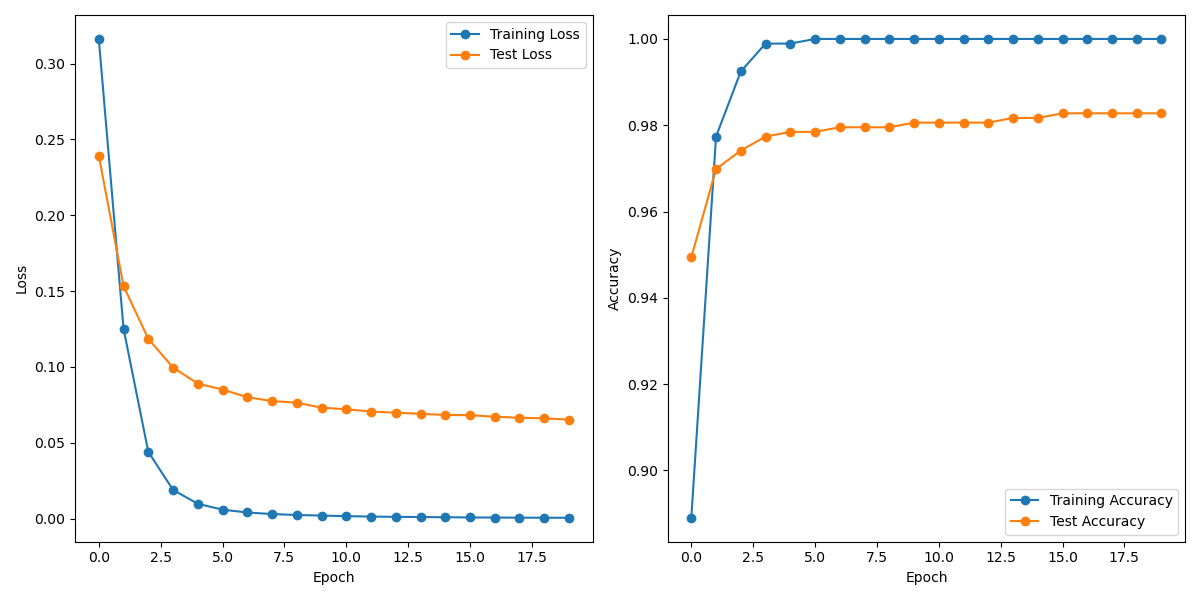 Training Loss
Test Loss
0.30
0.25
0.20
0.15
0.10
0.05
0.00
Loss
0.0 2.5 5.0 7.5 10.0 12.5 15.0 17.5
Epoch
1.00
0.98
0.96
0.94
0.92
0.90
Accuracy
Training Accuracy
Test Accuracy
0.0 2.5 5.0 7.5 10.0 12.5 15.0 17.5
Epoch